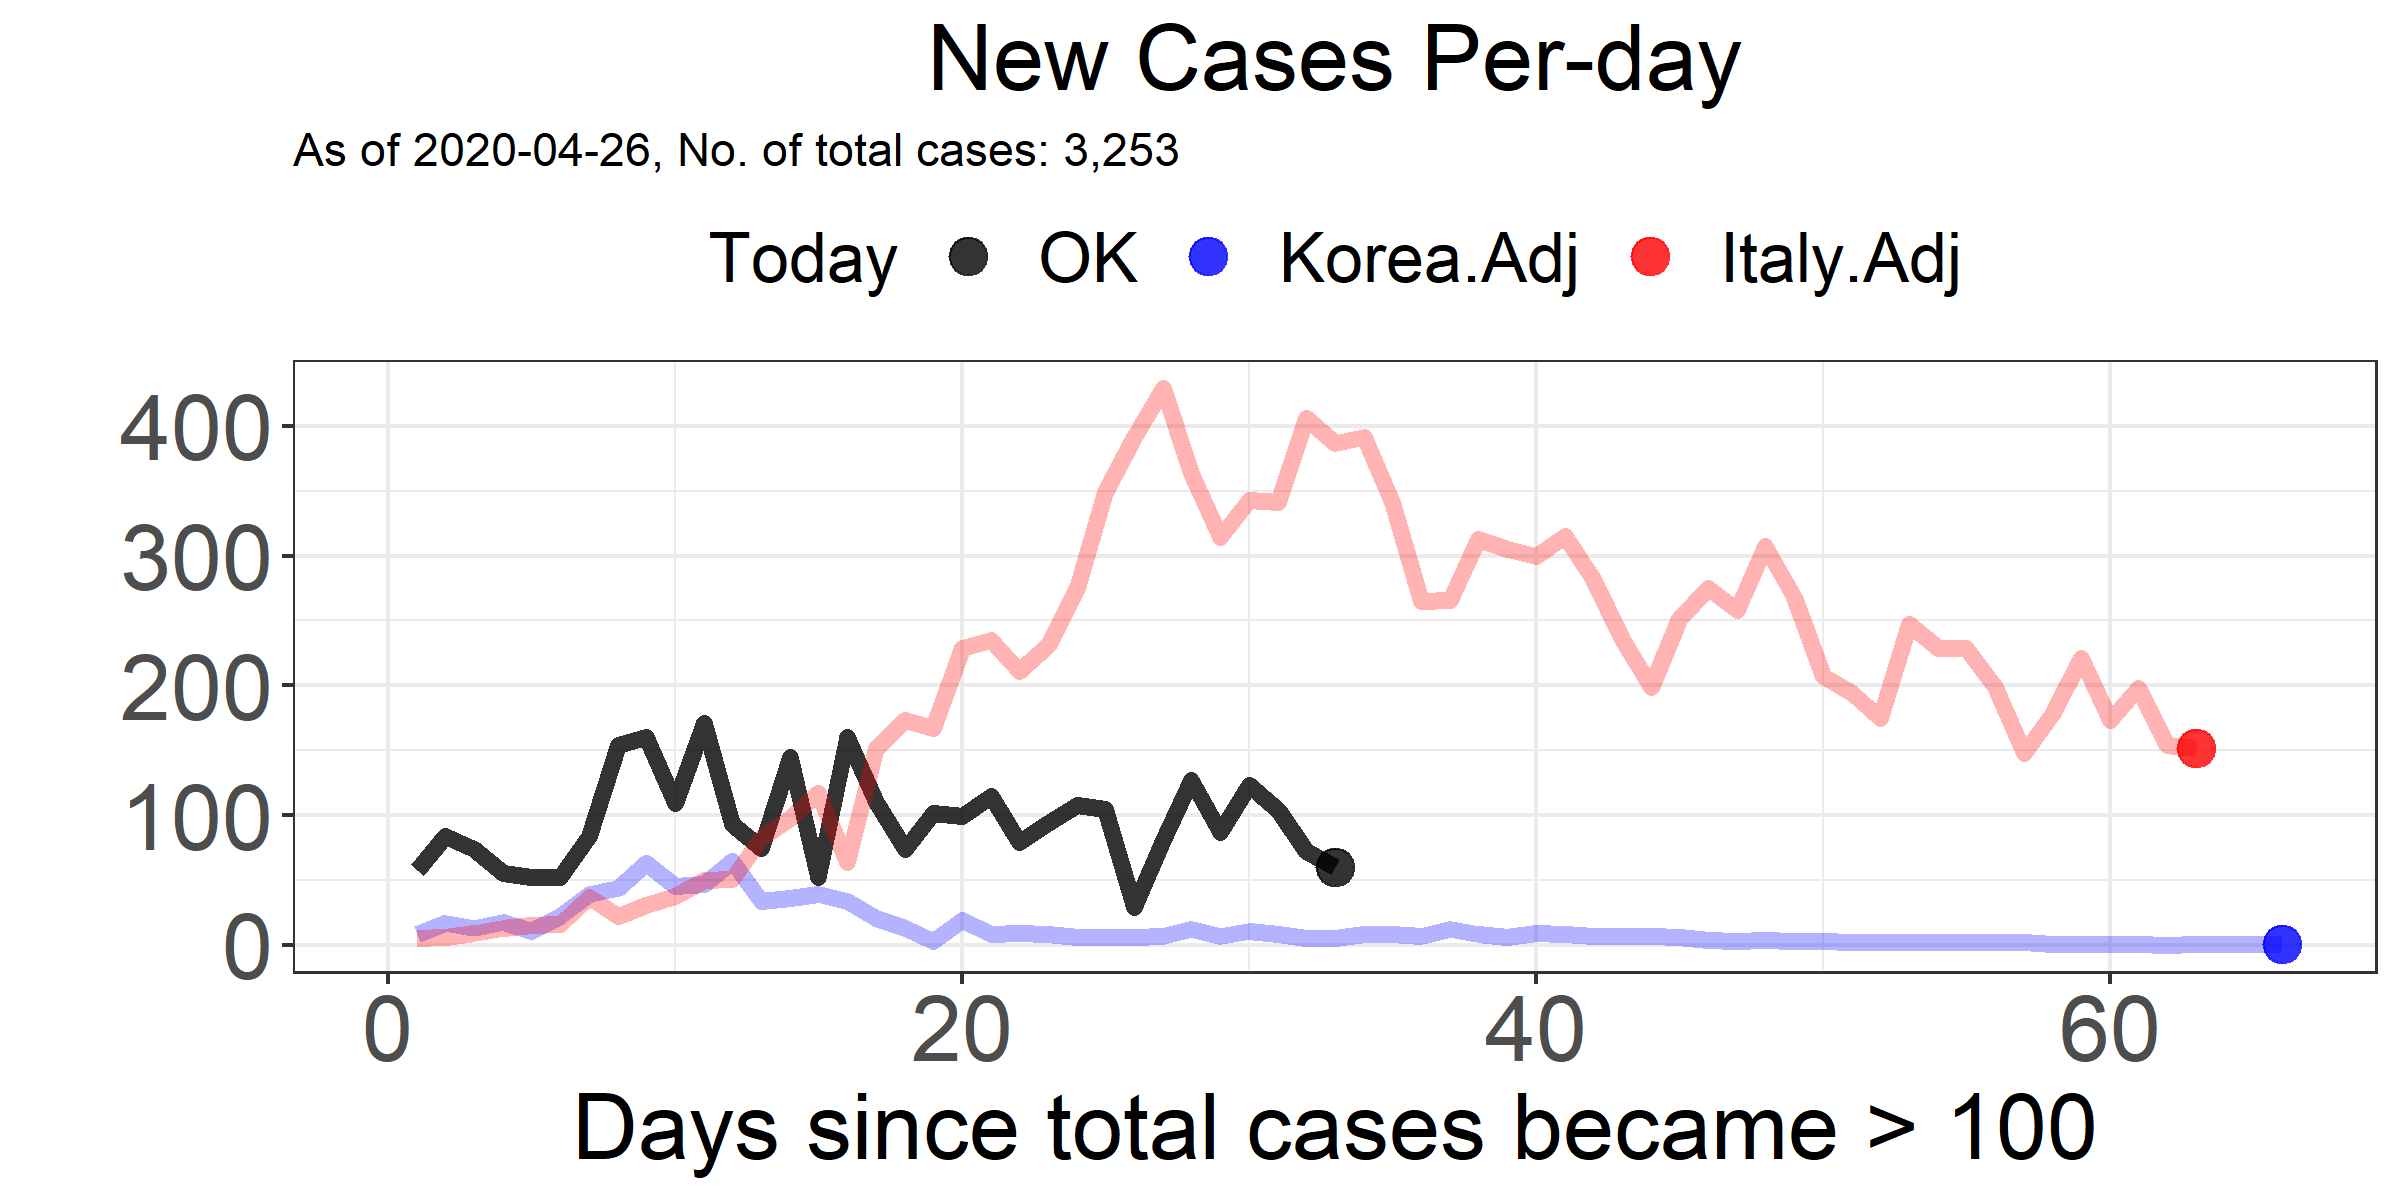 New Cases Per-day
As of 2020-04-26, No. of total cases: 3,253
Today OK Korea.Adj Italy.Adj
400
300
200
100
0
0 20 40 60
Days since total cases became > 100